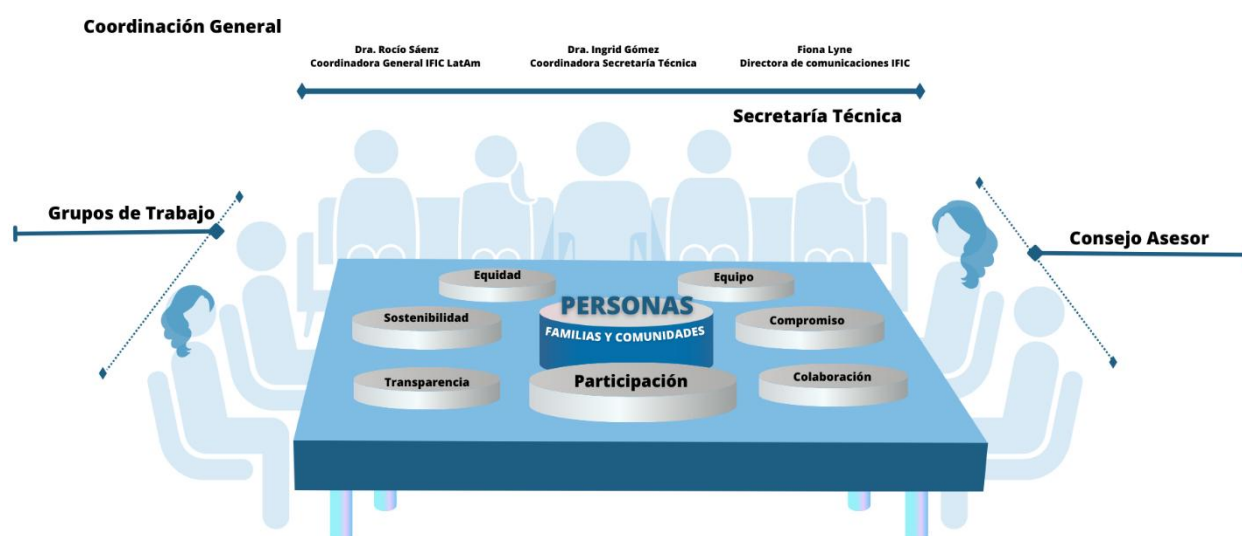 Coordinación General
Dra. Rocío Sáenz
Coordinadora General IFIC LatAm
Dra. Ingrid Gómez
Coordinadora Secretaría Técnica
Fiona Lyne
Directora de comunicaciones IFIC
Secretaría Técnica
Grupos de Trabajo
Consejo Asesor
Equidad
Equipo
PERSONAS
FAMILIAS Y COMUNIDADES
Sostenibilidad
Compromiso
Transparencia
Participación
Colaboración